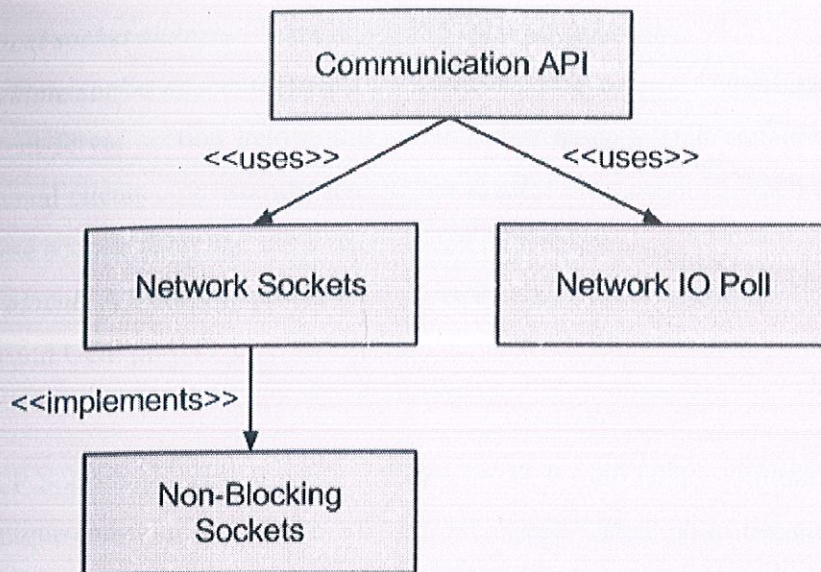 Communication API
<<uses>>
<<uses>>
Network Sockets
Network IO Poll
<<implements>>
Non-Blocking
Sockets